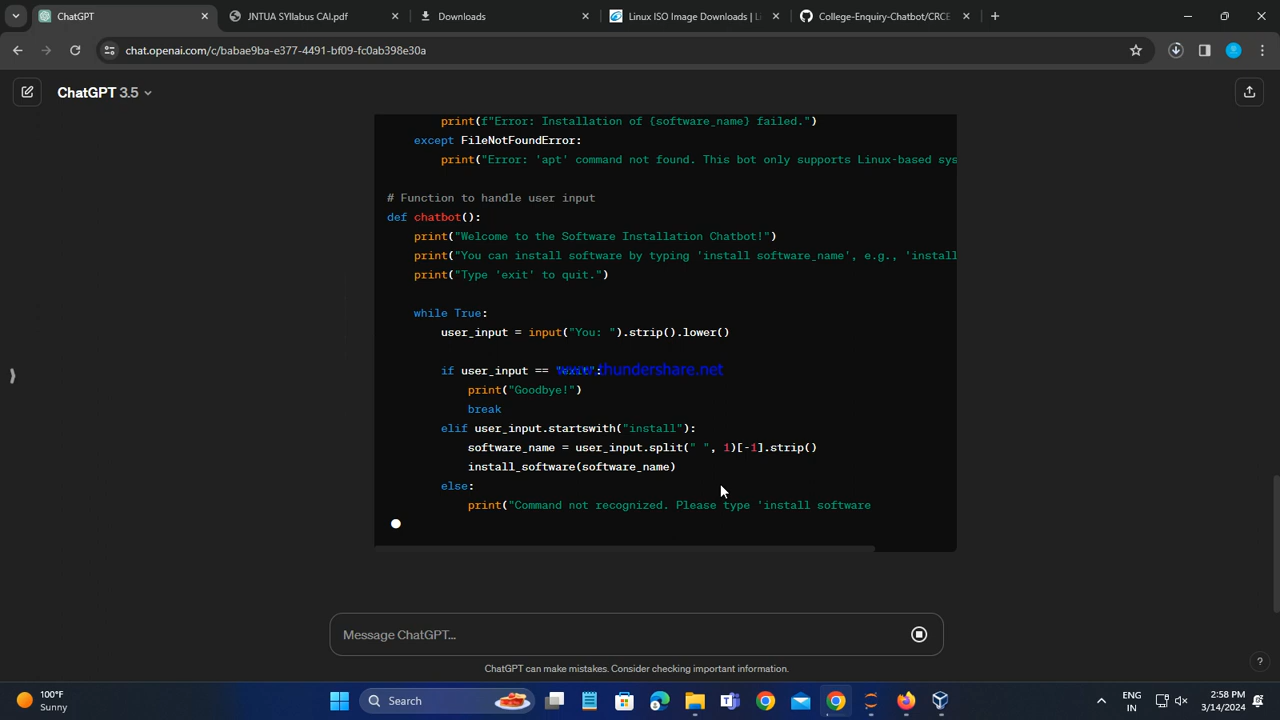 ChatGPT
JNTUA SYllabus CAI.pdf
Downloads
Linux ISO Image Downloads | Li
College-Enquiry-Chatbot/CRCE
chat.openai.com/c/babae9ba-e377-4491-bf09-fc0ab398e30a
ChatGPT 3.5
print(f"Error: Installation of {software_name} failed.")
except FileNotFoundError:
print("Error: 'apt' command not found. This bot only supports Linux-based sys
# Function to handle user input
def chatbot():
print("Welcome to the Software Installation Chatbot!")
print("You can install software by typing 'install software_name', e.g., 'install
print("Type 'exit' to quit.")
while True:
user_input = input("You: ").strip().lower()
if user_input == "exit":
www.thundershare.net
print("Goodbye!")
break
elif user_input.startswith("install"):
software_name = user_input.split(" ", 1)[-1].strip()
install_software(software_name)
else:
print("Command not recognized. Please type 'install software
Message ChatGPT...
ChatGPT can make mistakes. Consider checking important information.
?
100°F
Sunny
Search
ENG
IN
2:58 PM
3/14/2024